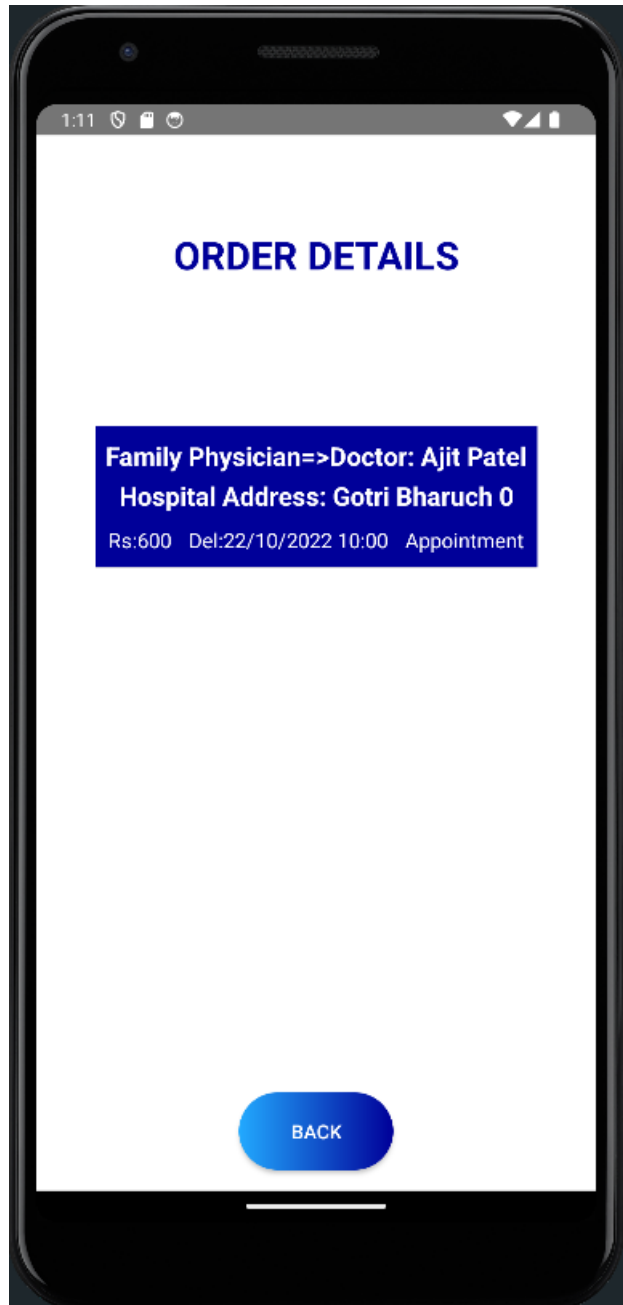 1:11
ORDER DETAILS
Family Physician=>Doctor: Ajit Patel
Hospital Address: Gotri Bharuch 0
Rs:600 Del:22/10/2022 10:00 Appointment
BACK